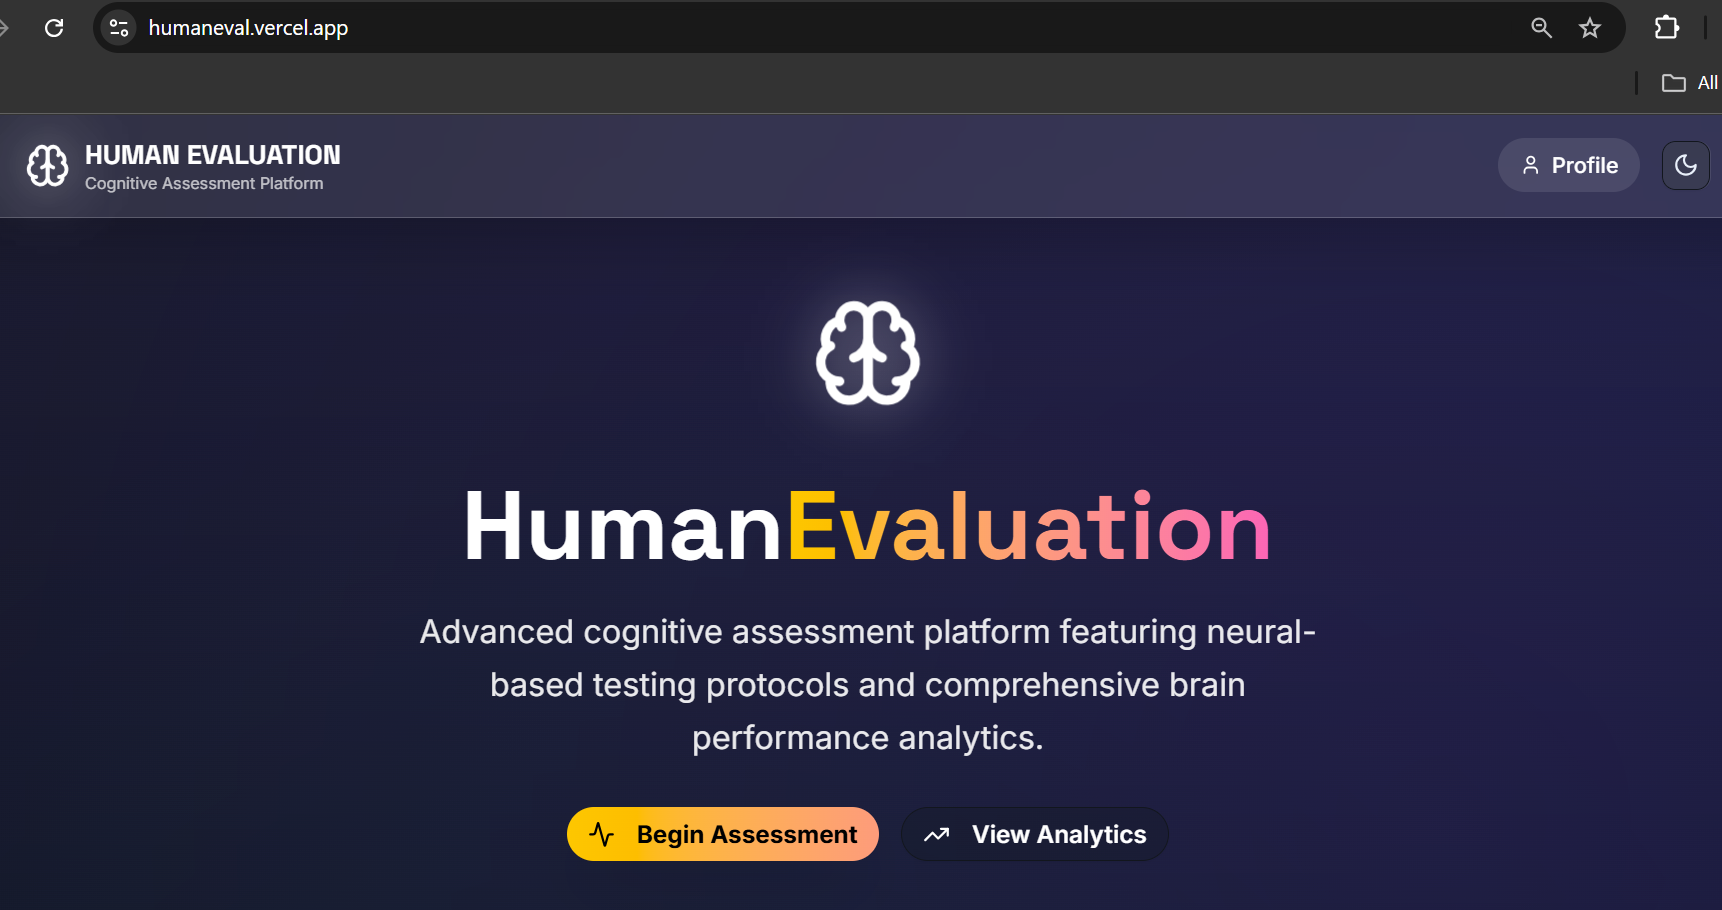 humaneval.vercel.app
All
HUMAN EVALUATION
Cognitive Assessment Platform
Profile
HumanEvaluation
Advanced cognitive assessment platform featuring neural-
based testing protocols and comprehensive brain
performance analytics.
Begin Assessment
View Analytics